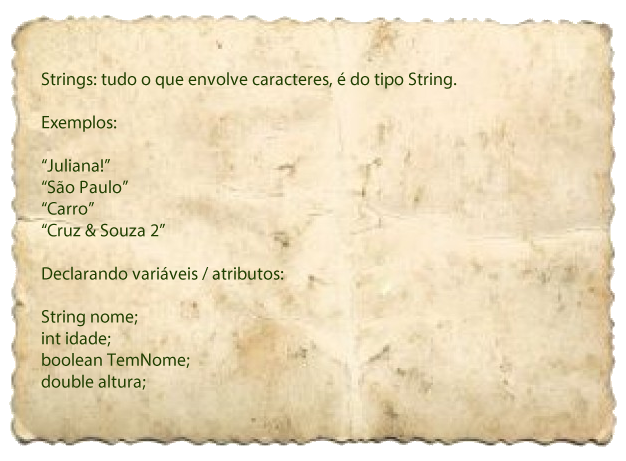 Strings: tudo o que envolve caracteres, é do tipo String.
Exemplos:
“Juliana!”
“São Paulo”
“Carro”
“Cruz & Souza 2”
Declarando variáveis / atributos:
String nome;
int idade;
boolean TemNome;
double altura;